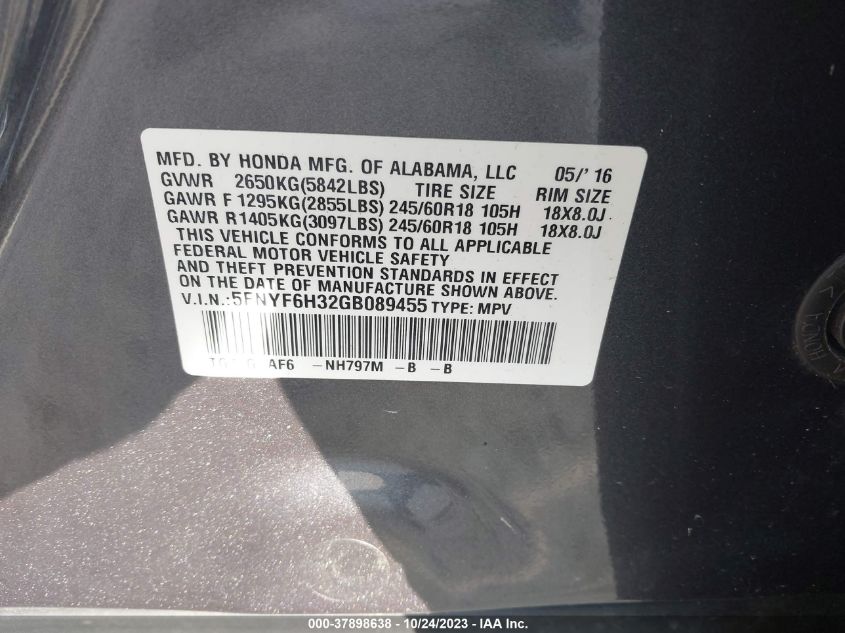 MFD. BY HONDA MFG. OF ALABAMA, LLC 05/'16
GVWR 2650KG(5842LBS) TIRE SIZE RIM SIZE
GAWR F 1295KG(2855LBS) 245/60R18 105H 18X8.0J
GAWR R1405KG(3097LBS) 245/60R18 105H 18X8.0J
THIS VEHICLE CONFORMS TO ALL APPLICABLE
FEDERAL MOTOR VEHICLE SAFETY
AND THEFT PREVENTION STANDARDS IN EFFECT
ON THE DATE OF MANUFACTURE SHOWN ABOVE.
V.I.N.:5FNYF6H32GB089455 TYPE: MPV
AF6 -NH797M -B -B
HONDA
000-37898638 - 10/24/2023 - IAA Inc.